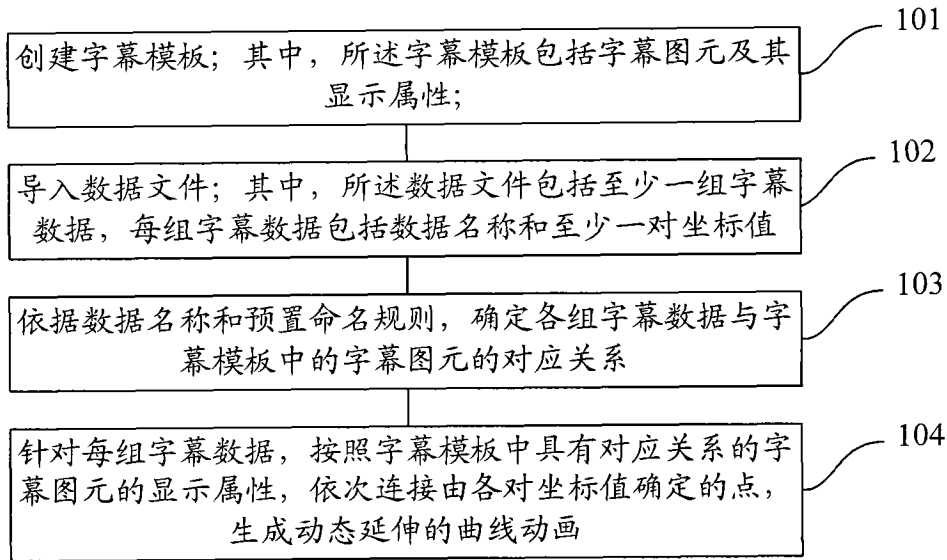 101
创建字幕模板；其中，所述字幕模板包括字幕图元及其
显示属性；
102
导入数据文件；其中，所述数据文件包括至少一组字幕
数据，每组字幕数据包括数据名称和至少一对坐标值
103
依据数据名称和预置命名规则，确定各组字幕数据与字
幕模板中的字幕图元的对应关系
104
针对每组字幕数据，按照字幕模板中具有对应关系的字
幕图元的显示属性，依次连接由各对坐标值确定的点，
生成动态延伸的曲线动画